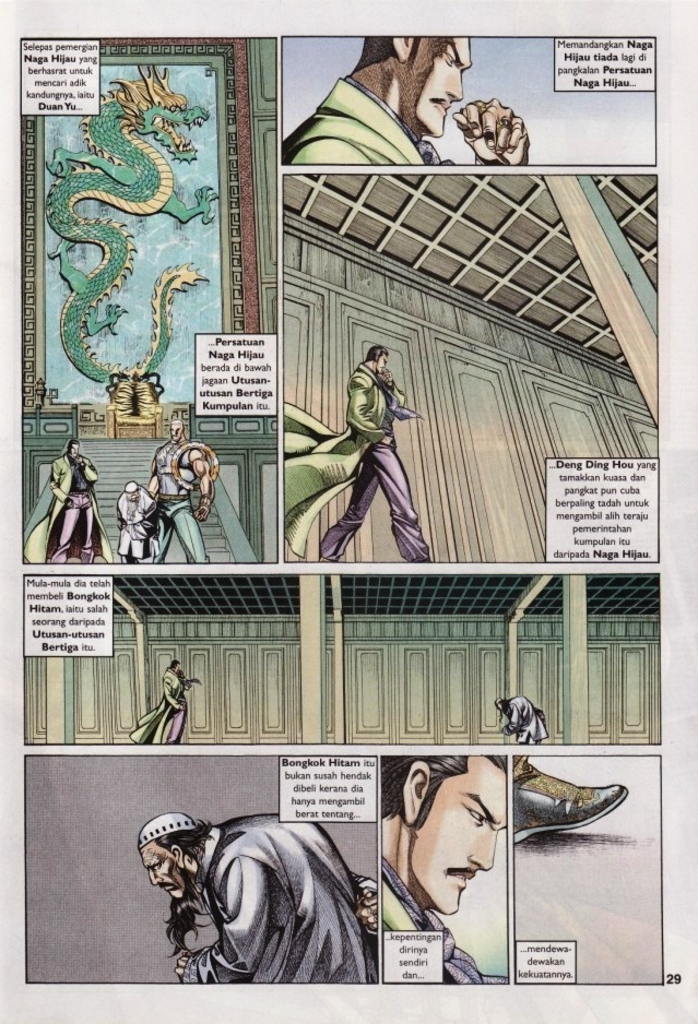 Selepas pemergian
Naga Hijau yang
berhasrat untuk
mencari adik
kandungnya, iaitu
Duan Yu...
...Persatuan
Naga Hijau
berada di bawah
jagaan Utusan-
utusan Bertiga
Kumpulan itu.
Memandangkan Naga
Hijau tiada lagi di
pangkalan Persatuan
Naga Hijau...
...Deng Ding Hou yang
tamakkan kuasa dan
pangkat pun cuba
berpaling tadah untuk
mengambil alih teraju
pemerintahan
kumpulan itu
daripada Naga Hijau.
Mula-mula dia telah
membeli Bongkok
Hitam, iaitu salah
seorang daripada
Utusan-utusan
Bertiga itu.
Bongkok Hitam itu
bukan susah hendak
dibeli kerana dia
hanya mengambil
berat tentang...
...kepentingan
dirinya
sendiri
dan...
...mendewa-
dewakan
kekuatannya.
29